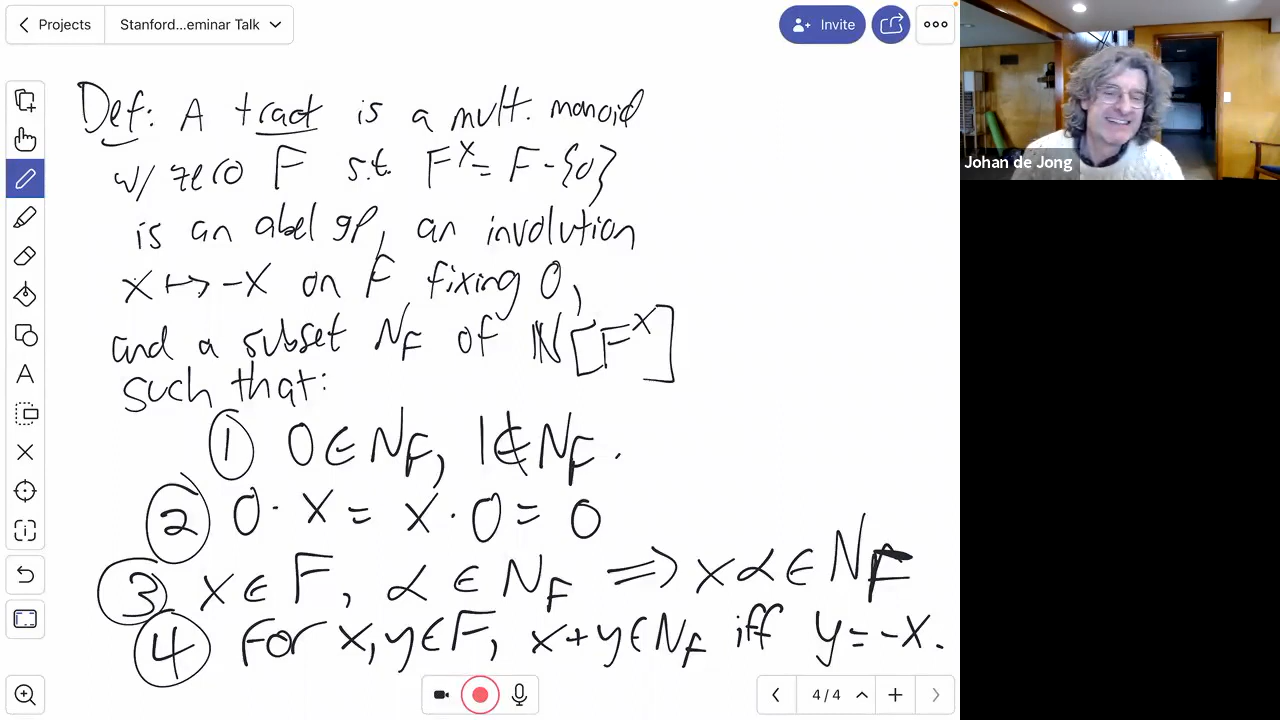 Projects
Stanford...eminar Talk
Invite
Def: A tract is a mult. monoid
w/ zero F s.t. F^x = F-{0}
is an abel gp, an involution
x ↦ -x on F fixing 0,
and a subset N_F of ℕ[F^x]
such that:
① 0 ∈ N_F, 1 ∉ N_F.
② 0·x = x·0 = 0
③ x ∈ F, α ∈ N_F ⟹ xα ∈ N_F
④ For x,y ∈ F, x+y ∈ N_F iff y = -x.
4/4
Johan de Jong